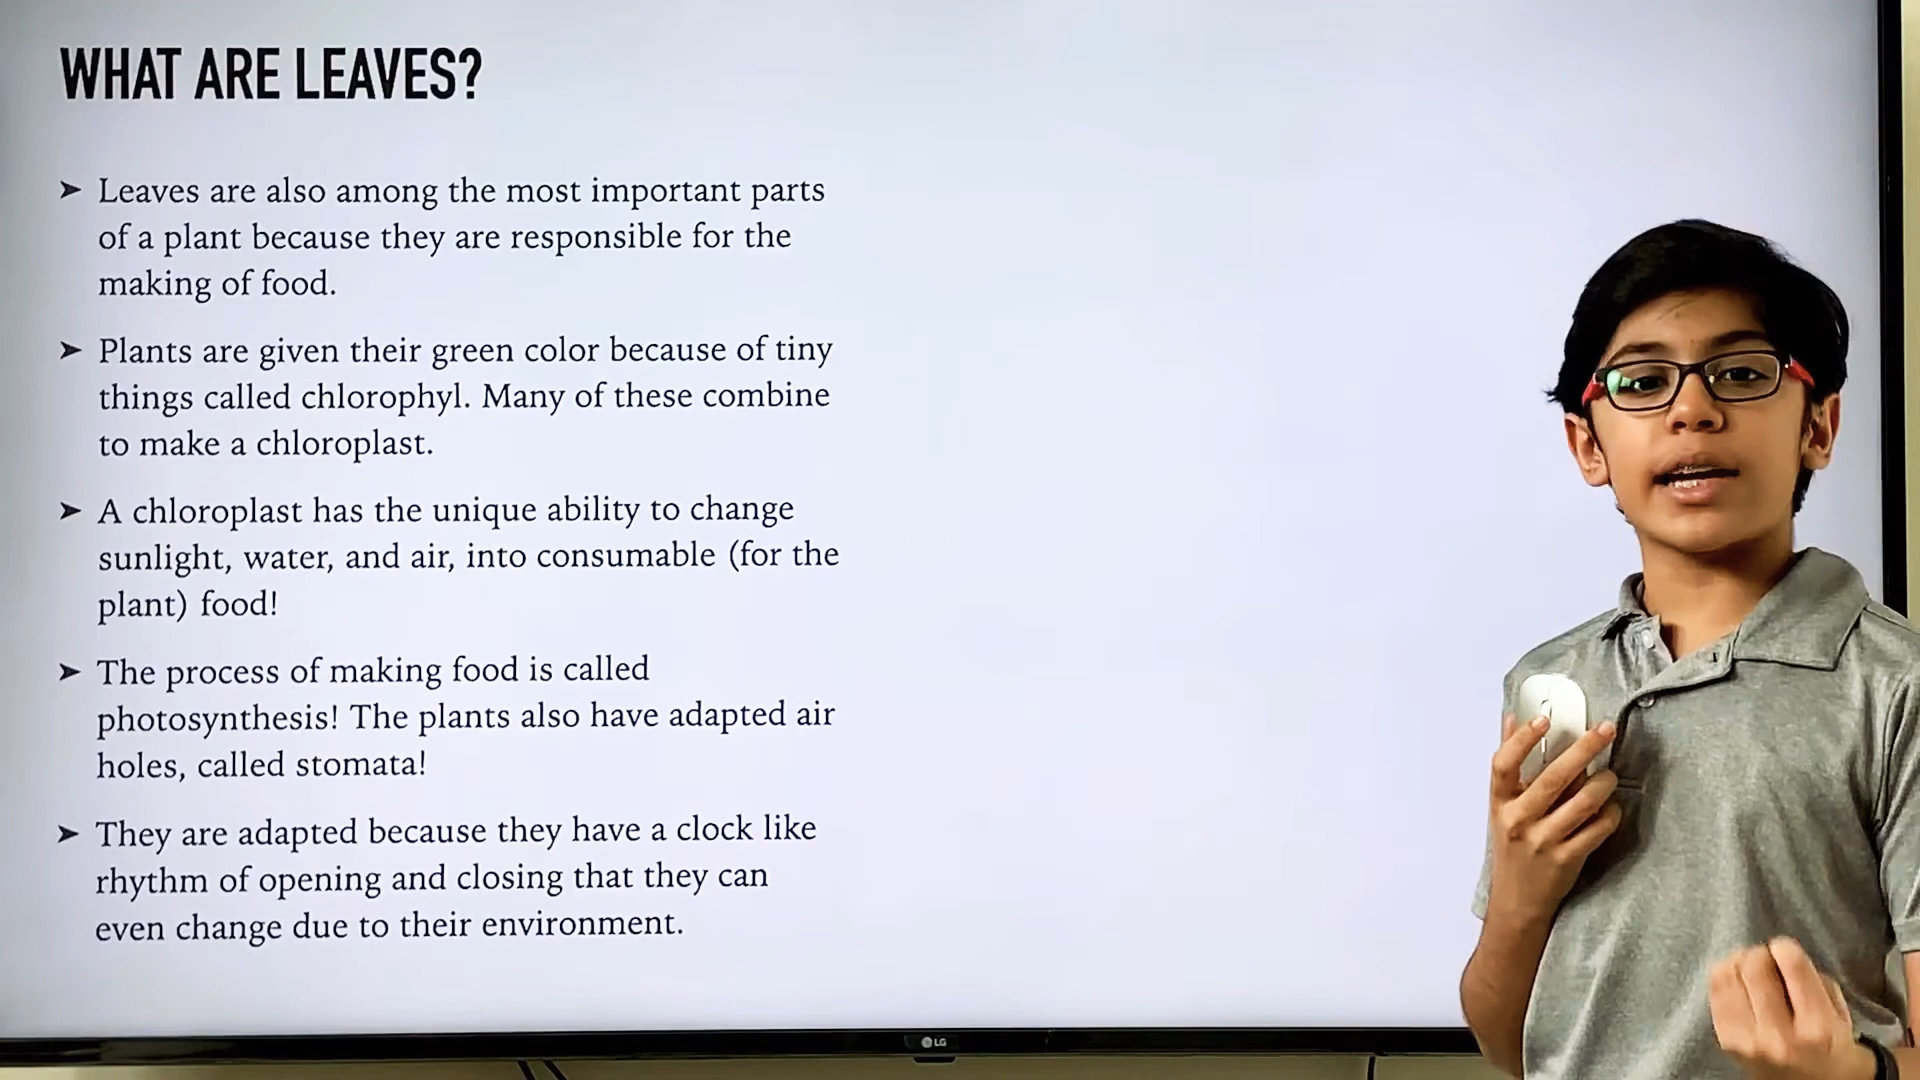 WHAT ARE LEAVES?
➤ Leaves are also among the most important parts
of a plant because they are responsible for the
making of food.
➤ Plants are given their green color because of tiny
things called chlorophyl. Many of these combine
to make a chloroplast.
➤ A chloroplast has the unique ability to change
sunlight, water, and air, into consumable (for the
plant) food!
➤ The process of making food is called
photosynthesis! The plants also have adapted air
holes, called stomata!
➤ They are adapted because they have a clock like
rhythm of opening and closing that they can
even change due to their environment.
LG